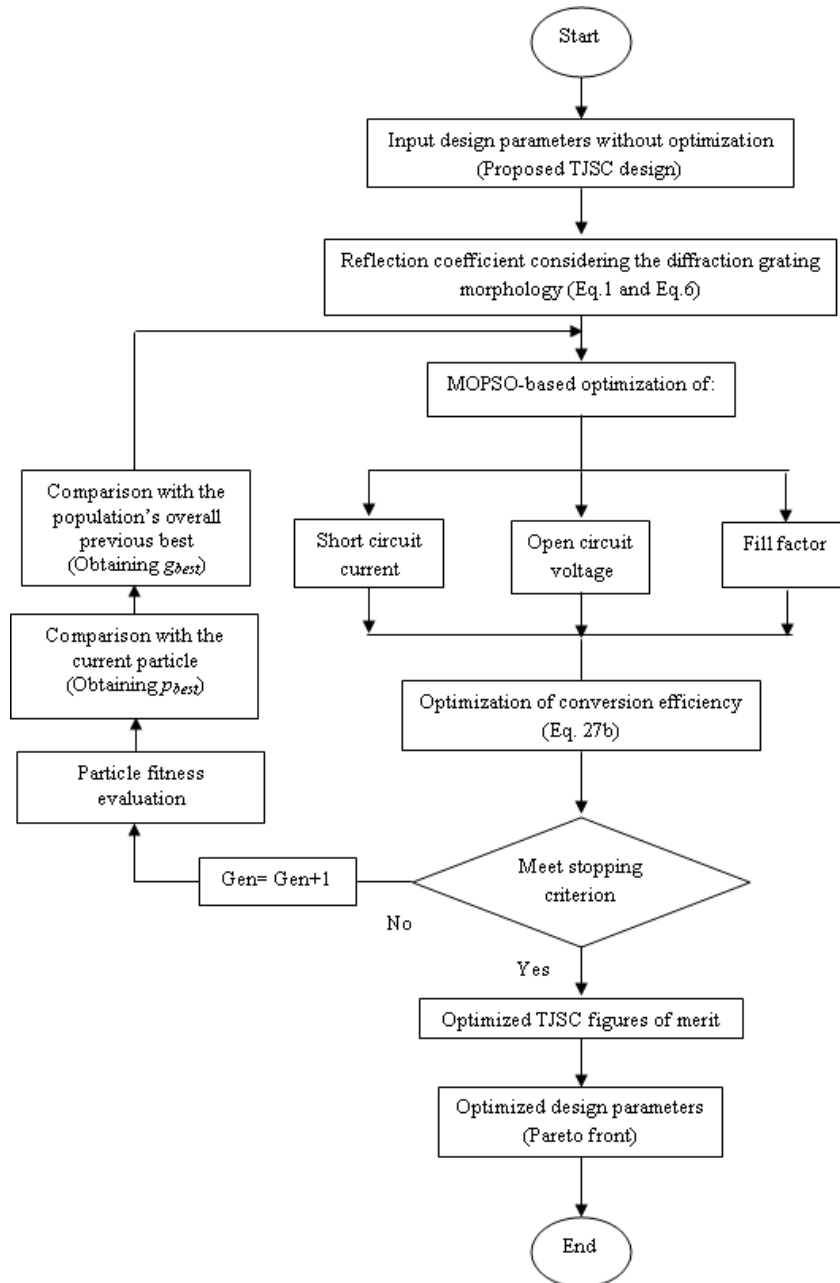 Start
Input design parameters without optimization
(Proposed TJSC design)
Reflection coefficient considering the diffraction grating
morphology (Eq.1 and Eq.6)
MOPSO-based optimization of:
Short circuit
current
Open circuit
voltage
Fill factor
Optimization of conversion efficiency
(Eq. 27b)
Meet stopping
criterion
No
Gen= Gen+1
Particle fitness
evaluation
Comparison with the
current particle
(Obtaining pbest)
Comparison with the
population’s overall
previous best
(Obtaining gbest)
Yes
Optimized TJSC figures of merit
Optimized design parameters
(Pareto front)
End